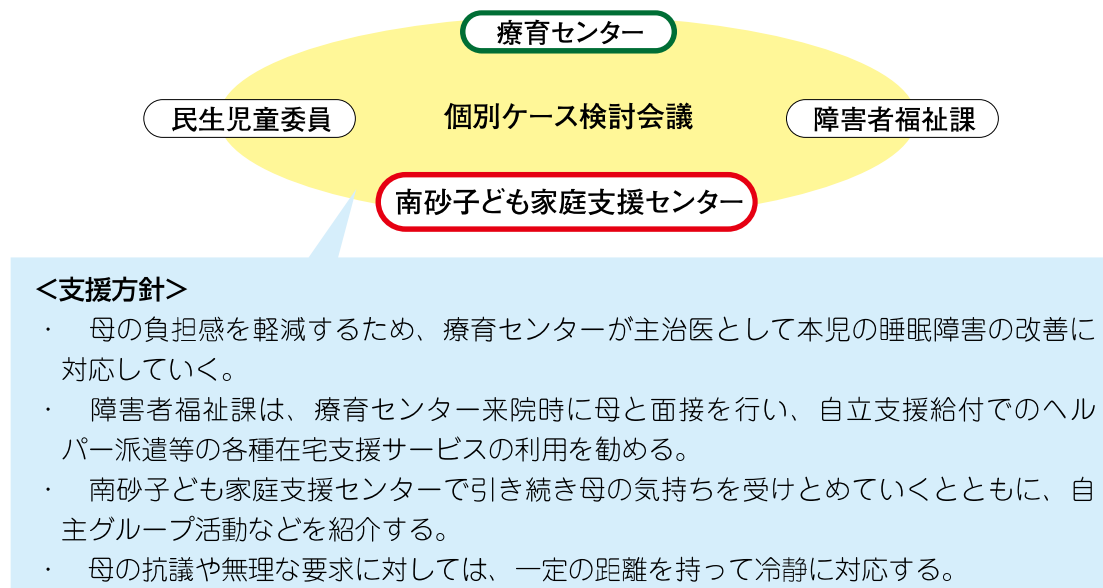 療育センター
民生児童委員
個別ケース検討会議
障害者福祉課
南砂子ども家庭支援センター
＜支援方針＞
・ 母の負担感を軽減するため、療育センターが主治医として本児の睡眠障害の改善に
対応していく。
・ 障害者福祉課は、療育センター来院時に母と面接を行い、自立支援給付でのヘル
パー派遣等の各種在宅支援サービスの利用を勧める。
・ 南砂子ども家庭支援センターで引き続き母の気持ちを受けとめていくとともに、自
主グループ活動などを紹介する。
・ 母の抗議や無理な要求に対しては、一定の距離を持って冷静に対応する。